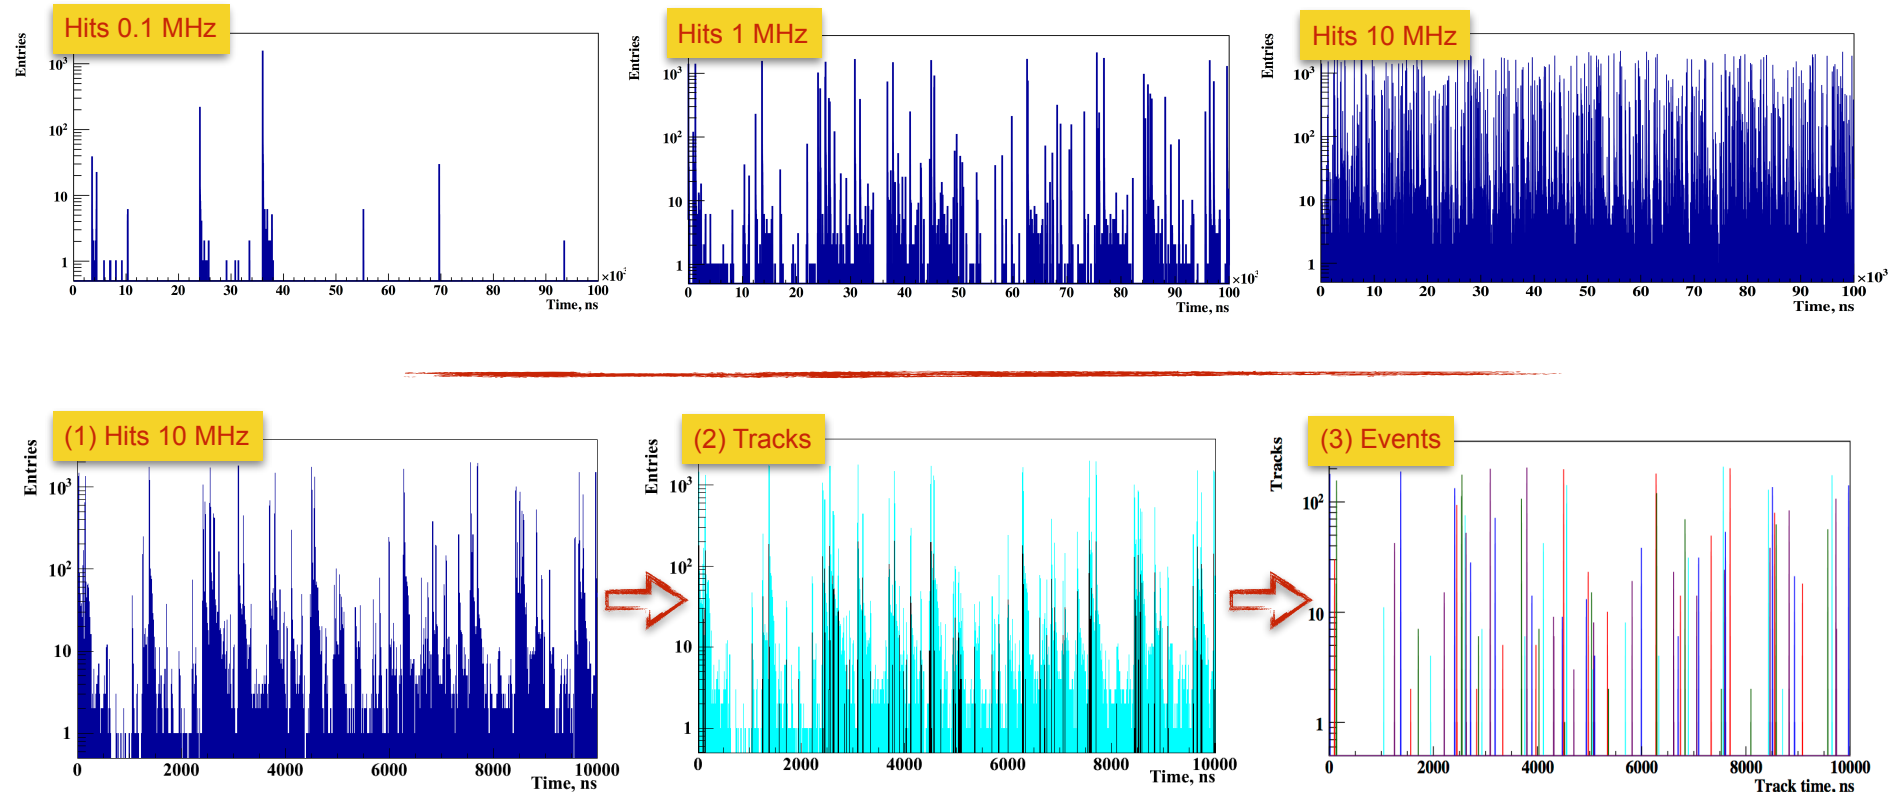 Hits 0.1 MHz
Entries
10³
10²
10
1
0 10 20 30 40 50 60 70 80 90 100
×10³
Time, ns
Hits 1 MHz
Entries
10³
10²
10
1
0 10 20 30 40 50 60 70 80 90 100
×10³
Time, ns
Hits 10 MHz
Entries
10³
10²
10
1
0 10 20 30 40 50 60 70 80 90 100
×10³
Time, ns
(1) Hits 10 MHz
Entries
10³
10²
10
1
0 2000 4000 6000 8000 10000
Time, ns
(2) Tracks
Entries
10³
10²
10
1
0 2000 4000 6000 8000 10000
Time, ns
(3) Events
Tracks
10²
10
1
0 2000 4000 6000 8000 10000
Track time, ns